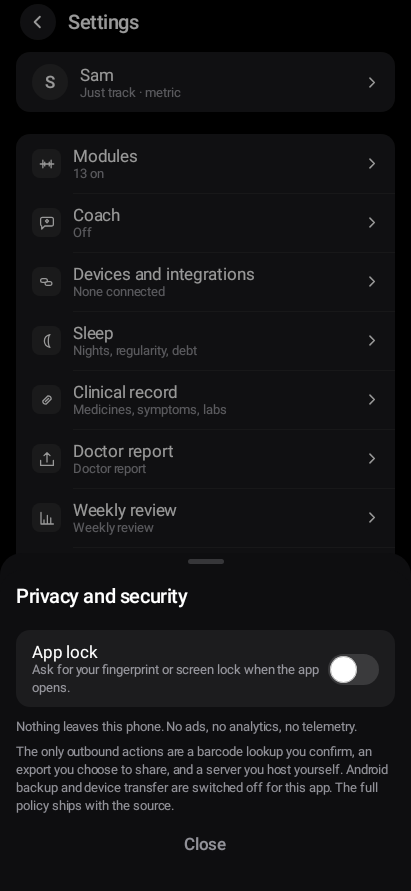 Settings
S
Sam
Just track · metric
Modules
13 on
Coach
Off
Devices and integrations
None connected
Sleep
Nights, regularity, debt
Clinical record
Medicines, symptoms, labs
Doctor report
Doctor report
Weekly review
Weekly review
Privacy and security
App lock
Ask for your fingerprint or screen lock when the app
opens.
Nothing leaves this phone. No ads, no analytics, no telemetry.
The only outbound actions are a barcode lookup you confirm, an
export you choose to share, and a server you host yourself. Android
backup and device transfer are switched off for this app. The full
policy ships with the source.
Close